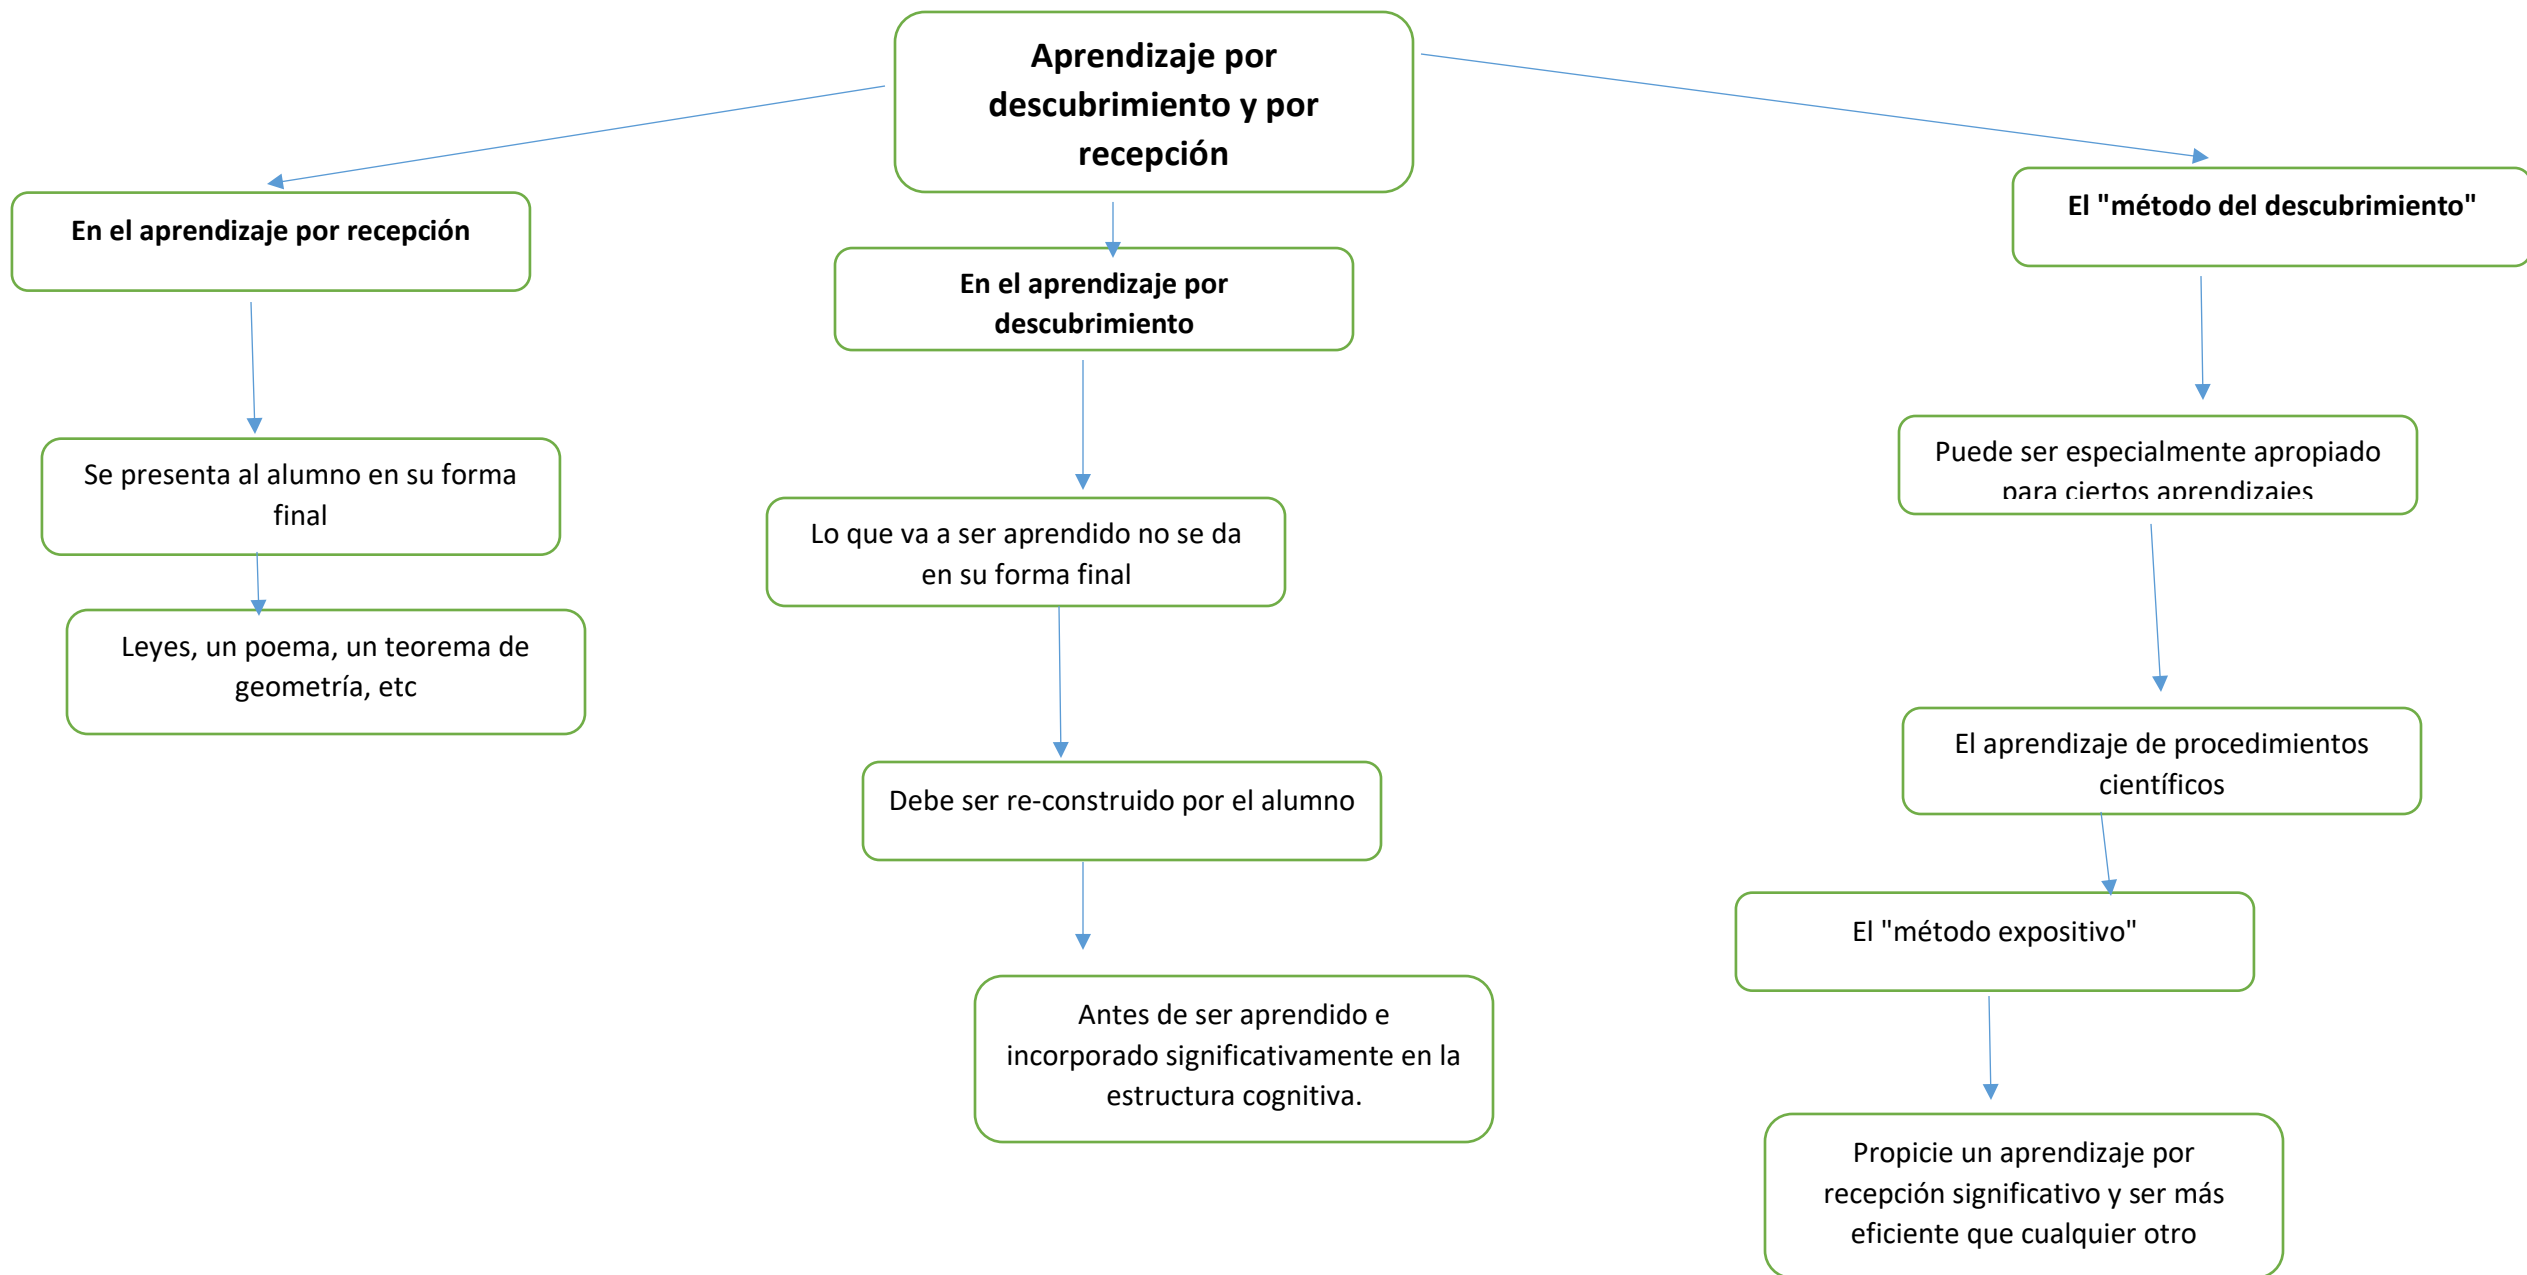 Aprendizaje por
descubrimiento y por
recepción
En el aprendizaje por recepción
Se presenta al alumno en su forma
final
Leyes, un poema, un teorema de
geometría, etc
En el aprendizaje por
descubrimiento
Lo que va a ser aprendido no se da
en su forma final
Debe ser re-construido por el alumno
Antes de ser aprendido e
incorporado significativamente en la
estructura cognitiva.
El "método del descubrimiento"
Puede ser especialmente apropiado
para ciertos aprendizajes
El aprendizaje de procedimientos
científicos
El "método expositivo"
Propicie un aprendizaje por
recepción significativo y ser más
eficiente que cualquier otro